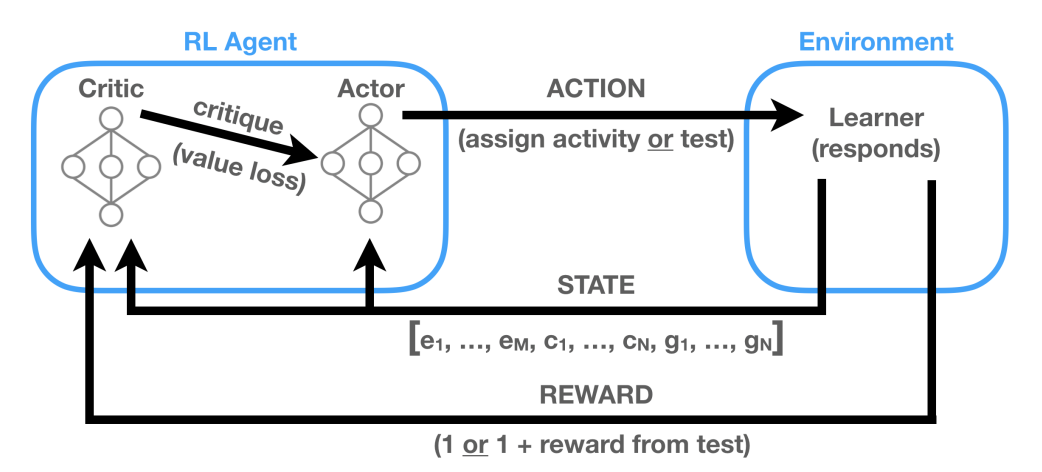 RL Agent
Environment
Critic
Actor
critique
(value loss)
ACTION
(assign activity or test)
Learner
(responds)
STATE
[e1, …, eM, c1, …, cN, g1, …, gN]
REWARD
(1 or 1 + reward from test)